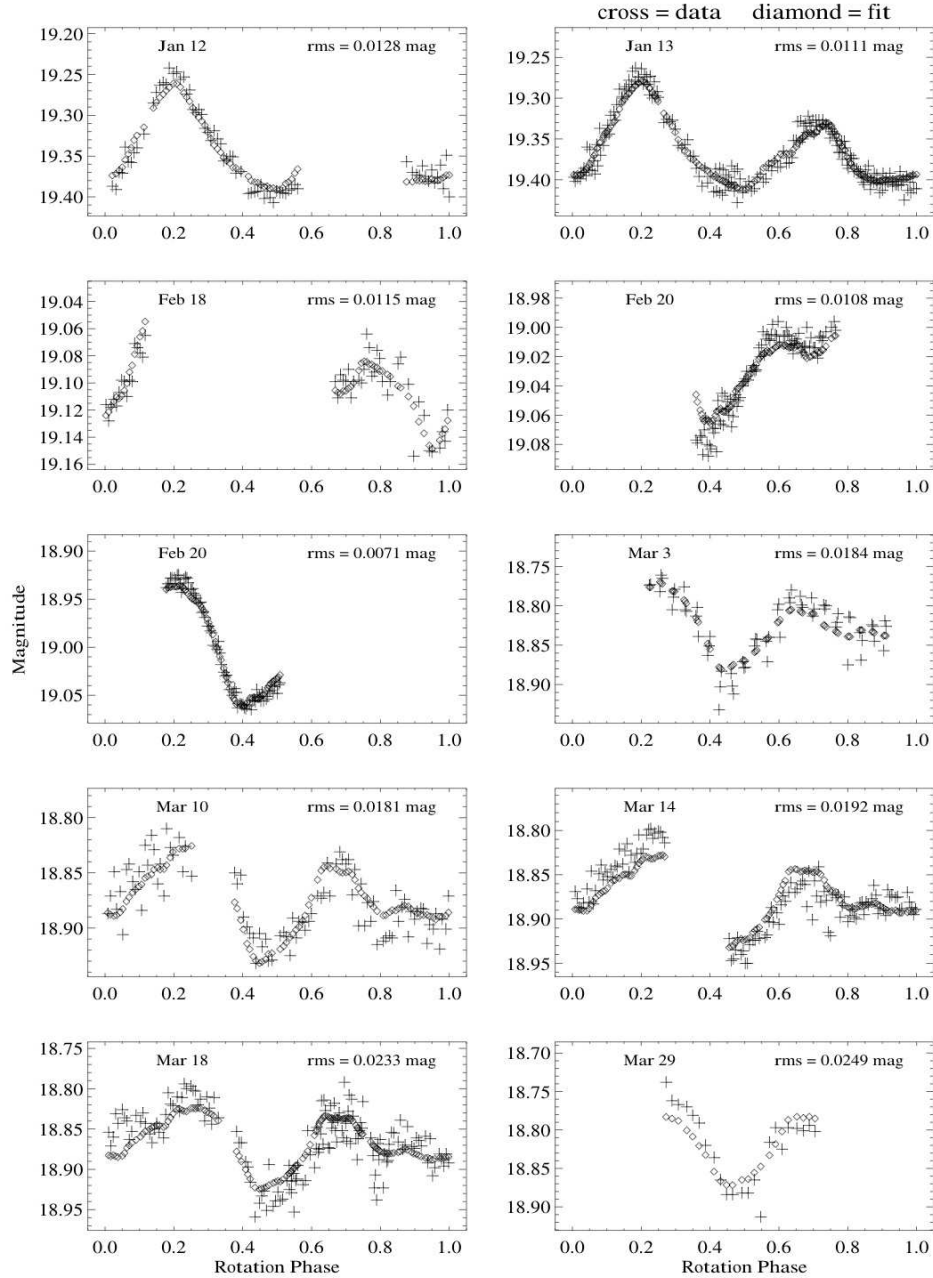 cross = data diamond = fit
Jan 12 rms = 0.0128 mag
19.20
19.25
19.30
19.35
19.40
0.0 0.2 0.4 0.6 0.8 1.0
Jan 13 rms = 0.0111 mag
19.25
19.30
19.35
19.40
0.0 0.2 0.4 0.6 0.8 1.0
Feb 18 rms = 0.0115 mag
19.04
19.06
19.08
19.10
19.12
19.14
19.16
0.0 0.2 0.4 0.6 0.8 1.0
Feb 20 rms = 0.0108 mag
18.98
19.00
19.02
19.04
19.06
19.08
0.0 0.2 0.4 0.6 0.8 1.0
Magnitude
Feb 20 rms = 0.0071 mag
18.90
18.95
19.00
19.05
0.0 0.2 0.4 0.6 0.8 1.0
Mar 3 rms = 0.0184 mag
18.75
18.80
18.85
18.90
0.0 0.2 0.4 0.6 0.8 1.0
Mar 10 rms = 0.0181 mag
18.80
18.85
18.90
0.0 0.2 0.4 0.6 0.8 1.0
Mar 14 rms = 0.0192 mag
18.80
18.85
18.90
18.95
0.0 0.2 0.4 0.6 0.8 1.0
Mar 18 rms = 0.0233 mag
18.75
18.80
18.85
18.90
18.95
0.0 0.2 0.4 0.6 0.8 1.0
Rotation Phase
Mar 29 rms = 0.0249 mag
18.70
18.75
18.80
18.85
18.90
0.0 0.2 0.4 0.6 0.8 1.0
Rotation Phase